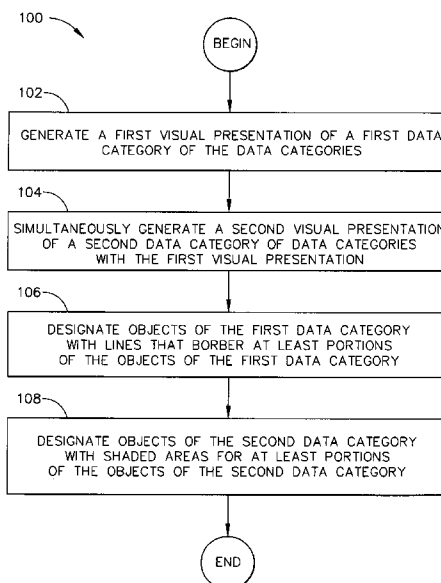 100
BEGIN
102
GENERATE A FIRST VISUAL PRESENTATION OF A FIRST DATA
CATEGORY OF THE DATA CATEGORIES
104
SIMULTANEOUSLY GENERATE A SECOND VISUAL PRESENTATION
OF A SECOND DATA CATEGORY OF DATA CATEGORIES
WITH THE FIRST VISUAL PRESENTATION
106
DESIGNATE OBJECTS OF THE FIRST DATA CATEGORY
WITH LINES THAT BORBER AT LEAST PORTIONS
OF THE OBJECTS OF THE FIRST DATA CATEGORY
108
DESIGNATE OBJECTS OF THE SECOND DATA CATEGORY
WITH SHADED AREAS FOR AT LEAST PORTIONS
OF THE OBJECTS OF THE SECOND DATA CATEGORY
END